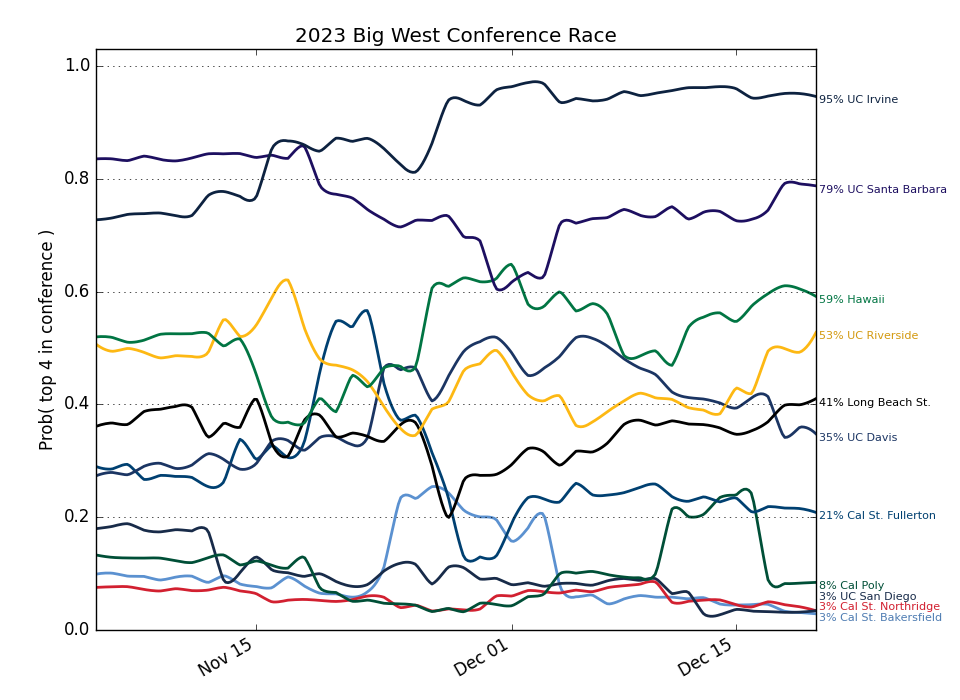 2023 Big West Conference Race
Prob( top 4 in conference )
1.0
0.8
0.6
0.4
0.2
0.0
Nov 15
Dec 01
Dec 15
95% UC Irvine
79% UC Santa Barbara
59% Hawaii
53% UC Riverside
41% Long Beach St.
35% UC Davis
21% Cal St. Fullerton
8% Cal Poly
3% UC San Diego
3% Cal St. Northridge
3% Cal St. Bakersfield